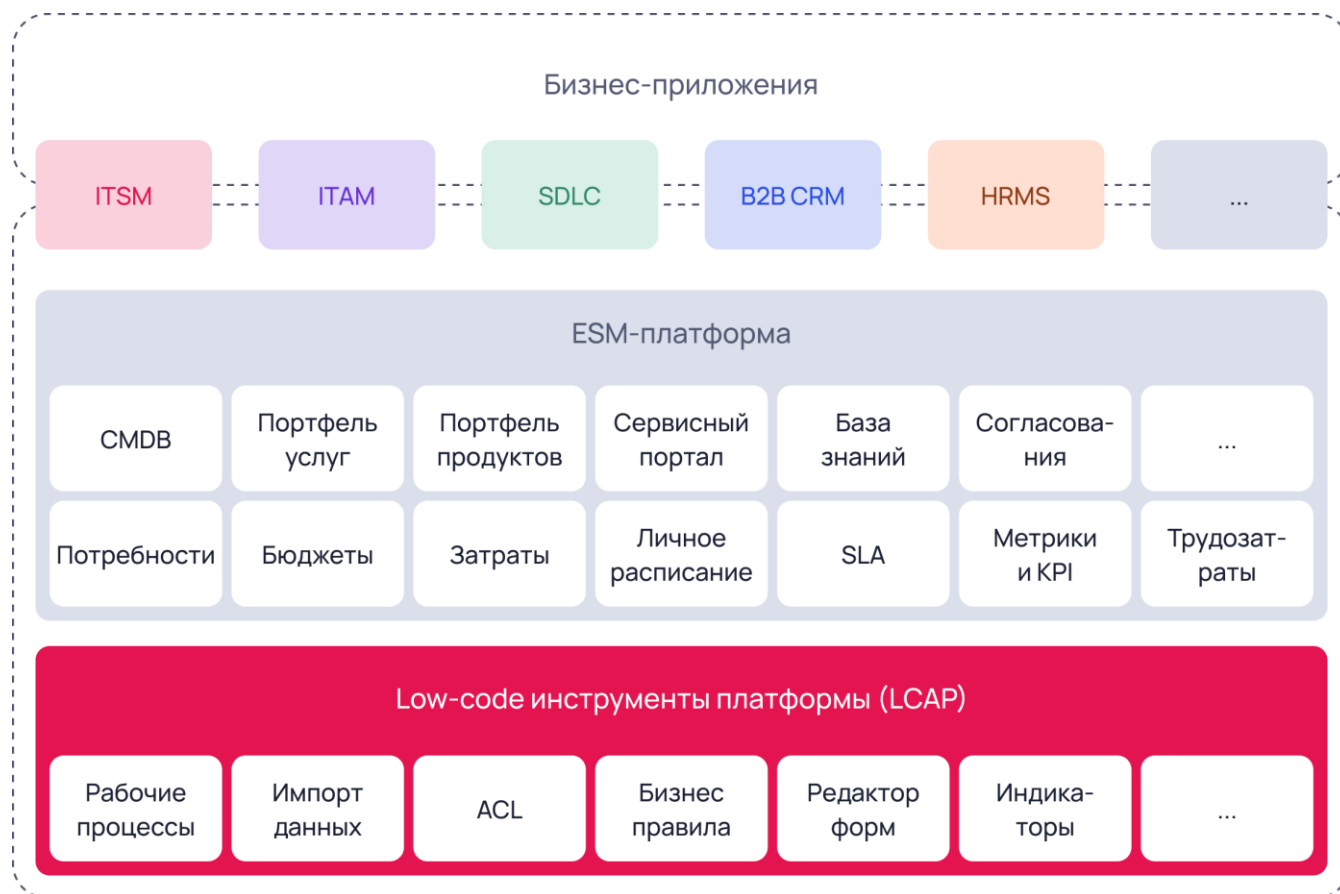 Бизнес-приложения
ITSM
ITAM
SDLC
B2B CRM
HRMS
...
ESM-платформа
CMDB
Портфель
услуг
Портфель
продуктов
Сервисный
портал
База
знаний
Согласова-
ния
...
Потребности
Бюджеты
Затраты
Личное
расписание
SLA
Метрики
и KPI
Трудозат-
раты
Low-code инструменты платформы (LCAP)
Рабочие
процессы
Импорт
данных
ACL
Бизнес
правила
Редактор
форм
Индика-
торы
...